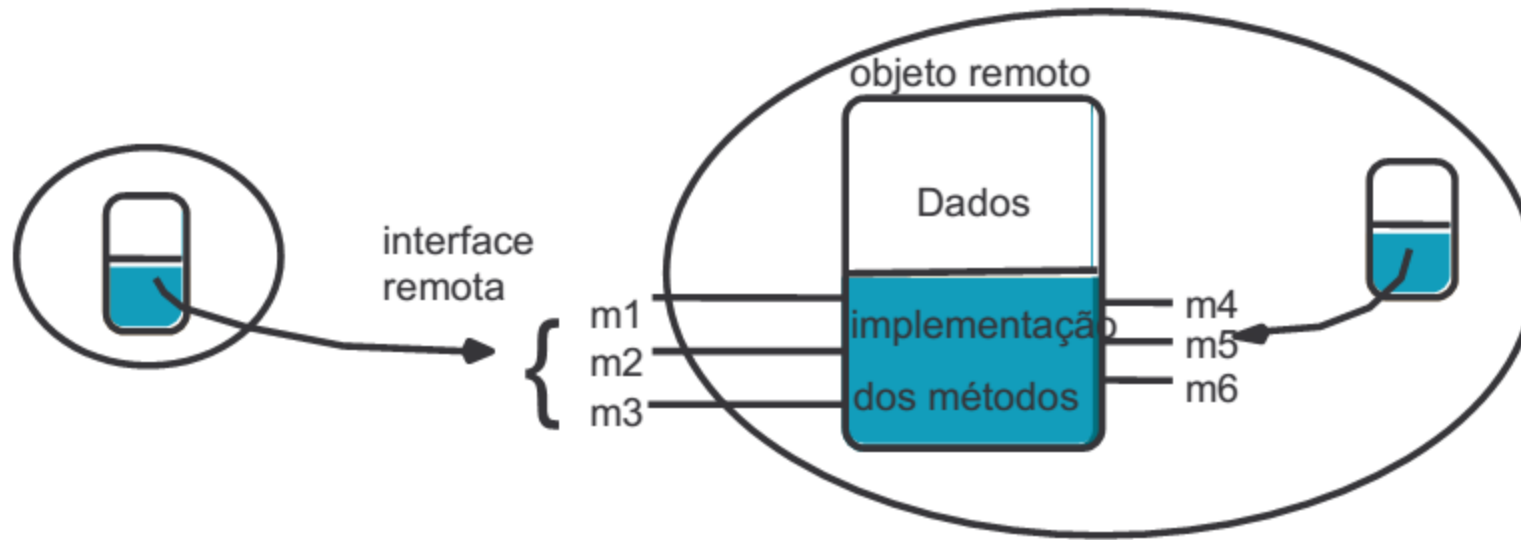 objeto remoto
Dados
interface
remota
{
m1
m2
m3
implementação
dos métodos
m4
m5
m6